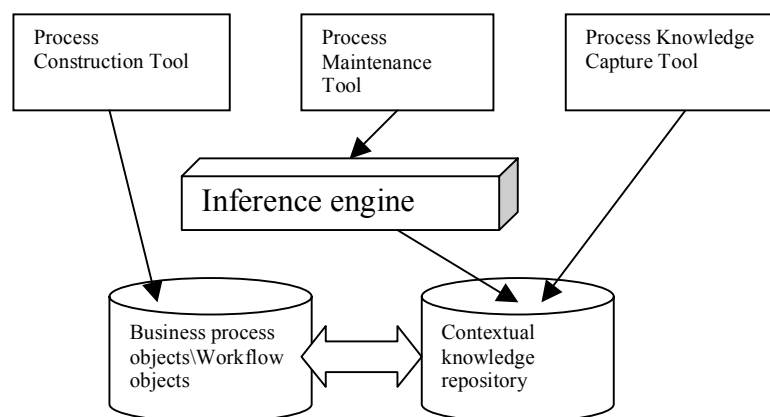 Process
Construction Tool
Process
Maintenance
Tool
Process Knowledge
Capture Tool
Inference engine
Business process
objects\Workflow
objects
Contextual
knowledge
repository